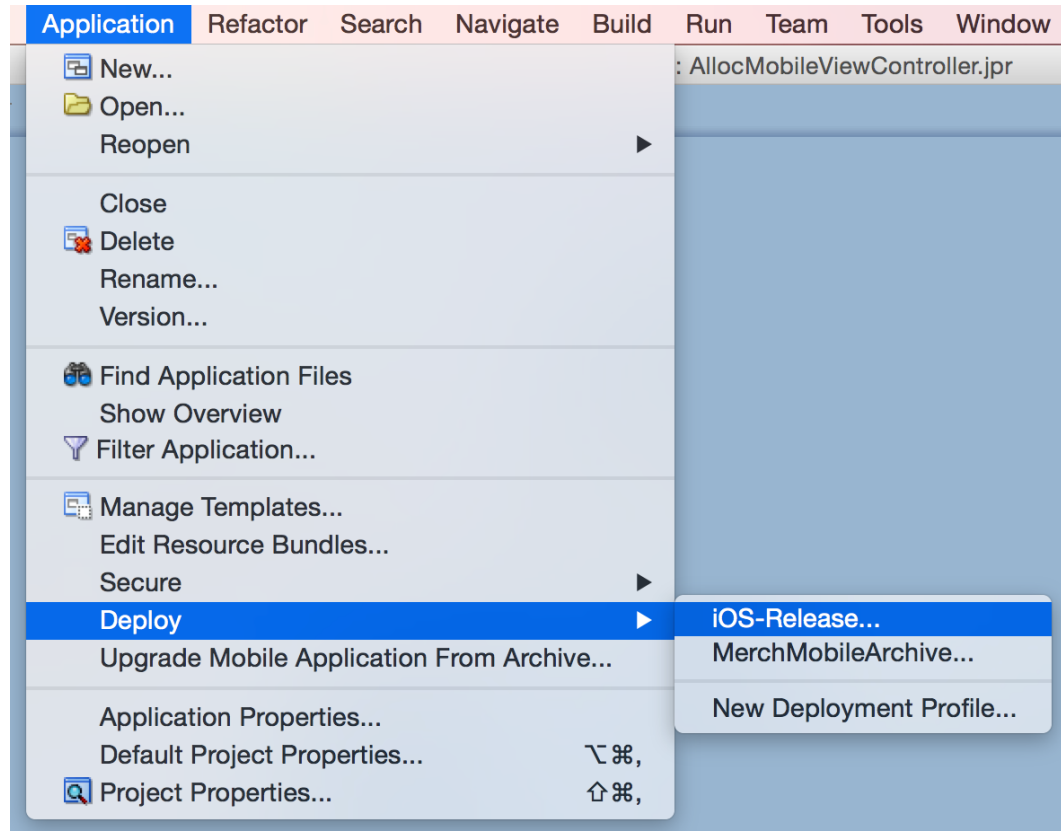 Application Refactor Search Navigate Build Run Team Tools Window
: AllocMobileViewController.jpr
New...
Open...
Reopen ▶
Close
Delete
Rename...
Version...
Find Application Files
Show Overview
Filter Application...
Manage Templates...
Edit Resource Bundles...
Secure ▶
Deploy ▶
iOS-Release...
MerchMobileArchive...
New Deployment Profile...
Upgrade Mobile Application From Archive...
Application Properties...
Default Project Properties... ⌥⌘,
Project Properties... ⇧⌘,